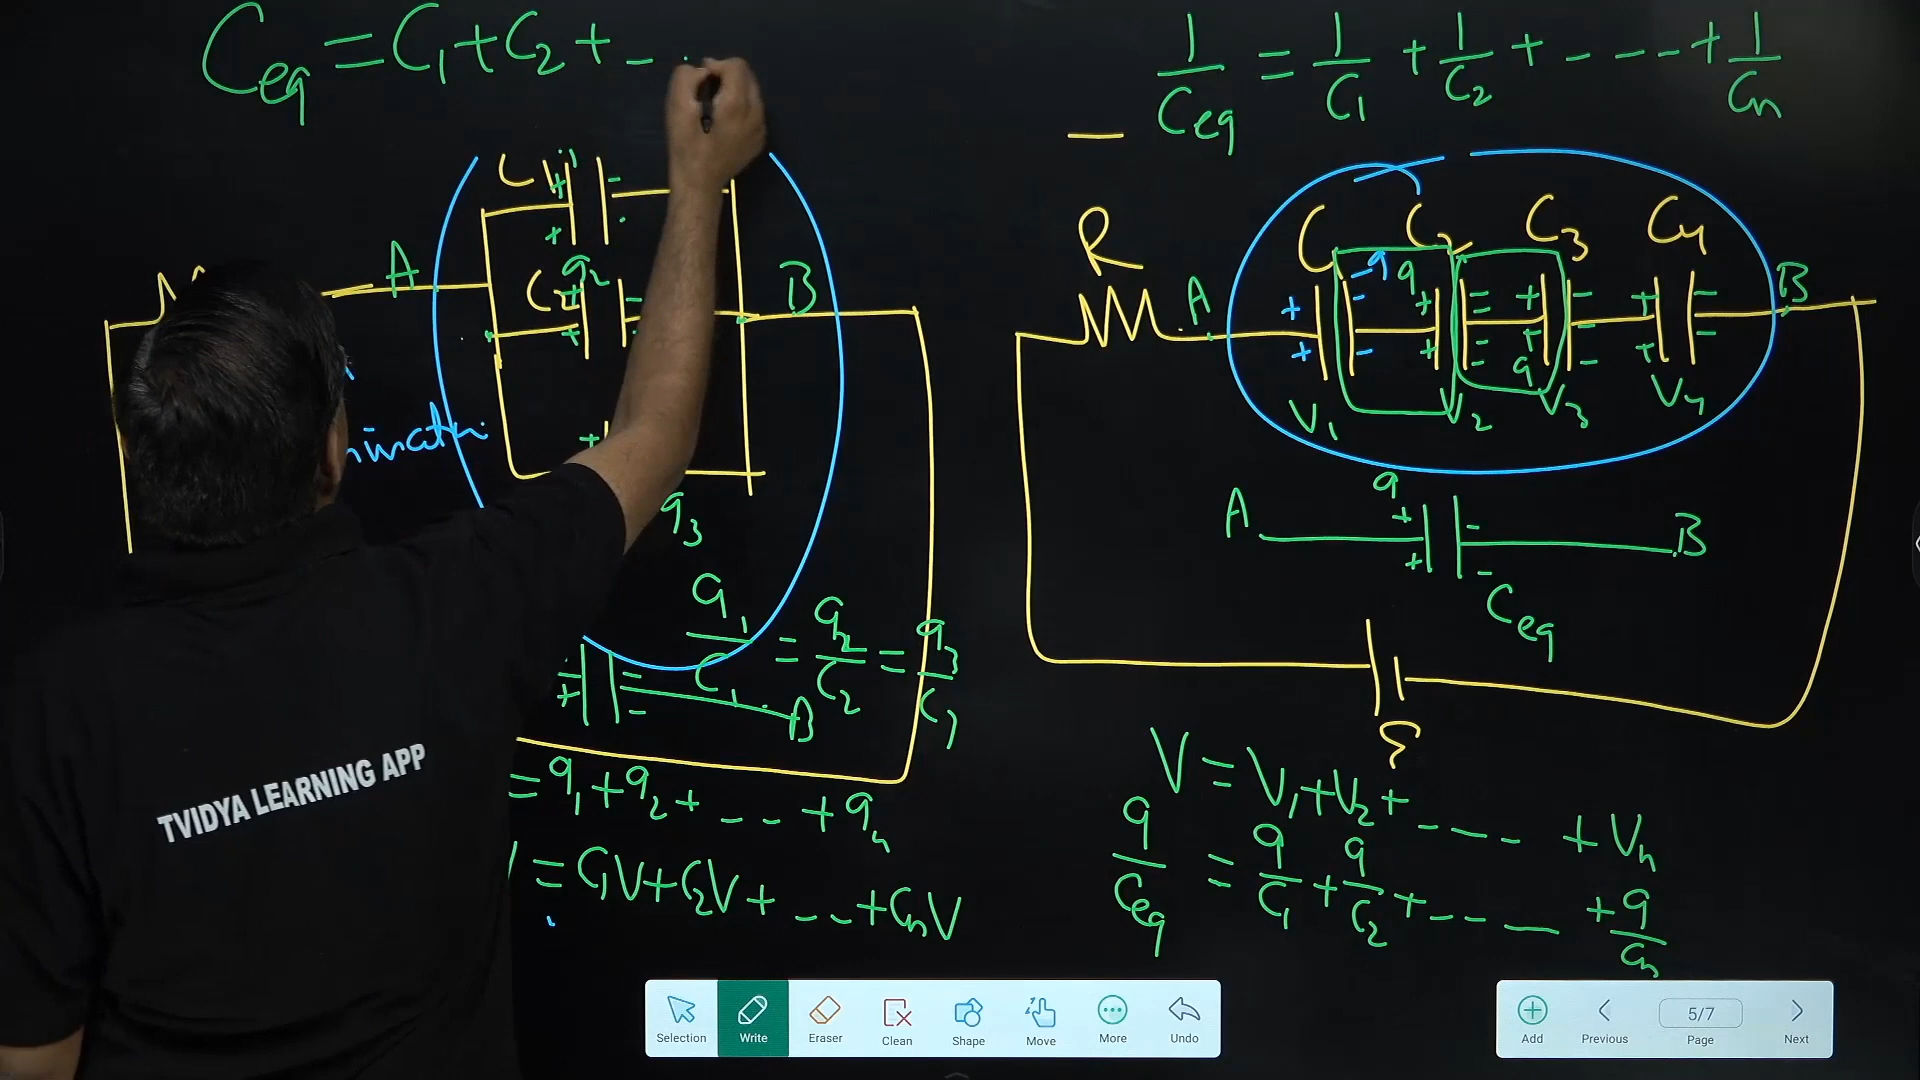 Ceq = C1 + C2 + - .
1/Ceq = 1/C1 + 1/C2 + - - - - + 1/Cn
C1
A
C2
q2
B
q3
q1/C1 = q2/C2 = q3/C3
B
= q1 + q2 + - - - + qn
V = C1V + C2V + - - - + CnV
R
A
C1 C2 C3 C4
B
-q q
q
V1 V2 V3 V4
q
A B
Ceq
ε
V = V1 + V2 + - - - - + Vn
q/Ceq = q/C1 + q/C2 + - - - - + q/Cn
TVIDYA LEARNING APP
Selection Write Eraser Clean Shape Move More Undo
Add Previous 5/7 Page Next